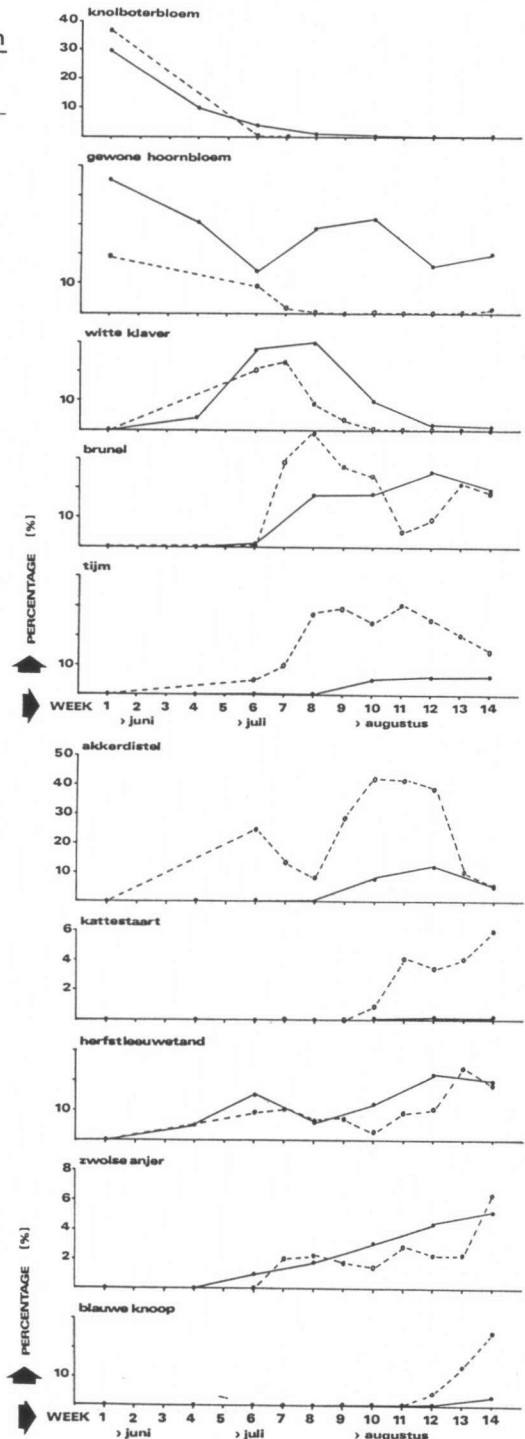 n
knolboterbloem
40
30
20
10
gewone hoornbloem
10
witte klaver
10
brunel
10
tijm
10
PERCENTAGE [%]
WEEK 1 2 3 4 5 6 7 8 9 10 11 12 13 14
> juni > juli > augustus
akkerdistel
50
40
30
20
10
kattestaart
6
4
2
herfstleeuwetand
10
zwolse anjer
8
6
4
2
blauwe knoop
10
PERCENTAGE [%]
WEEK 1 2 3 4 5 6 7 8 9 10 11 12 13 14
> juni > juli > augustus